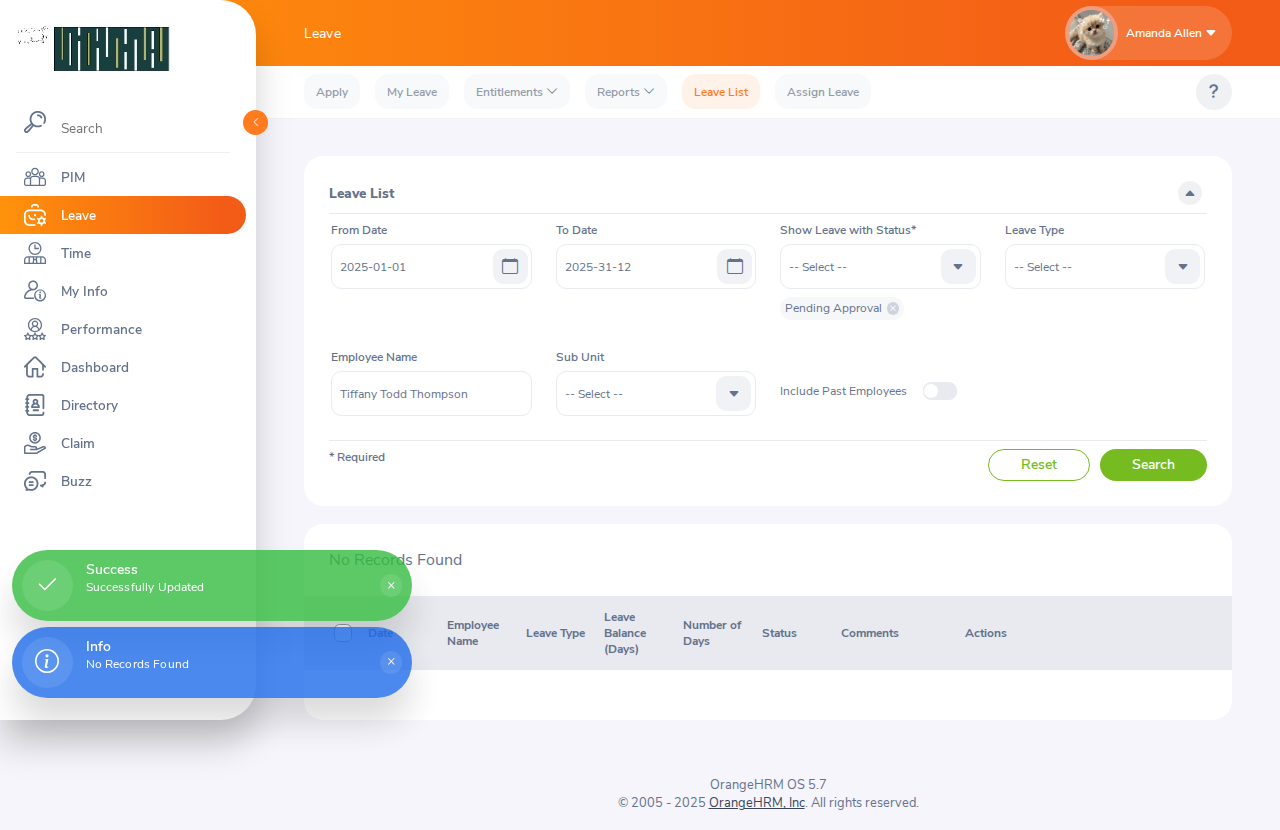 Leave
Amanda Allen
Apply
My Leave
Entitlements
Reports
Leave List
Assign Leave
?
Search
PIM
Leave
Time
My Info
Performance
Dashboard
Directory
Claim
Buzz
Leave List
From Date
To Date
Show Leave with Status*
Leave Type
2025-01-01
2025-31-12
-- Select --
-- Select --
Pending Approval
Employee Name
Sub Unit
Tiffany Todd Thompson
-- Select --
Include Past Employees
* Required
Reset
Search
No Records Found
Date
Employee Name
Leave Type
Leave Balance (Days)
Number of Days
Status
Comments
Actions
Success
Successfully Updated
Info
No Records Found
OrangeHRM OS 5.7
© 2005 - 2025 OrangeHRM, Inc. All rights reserved.